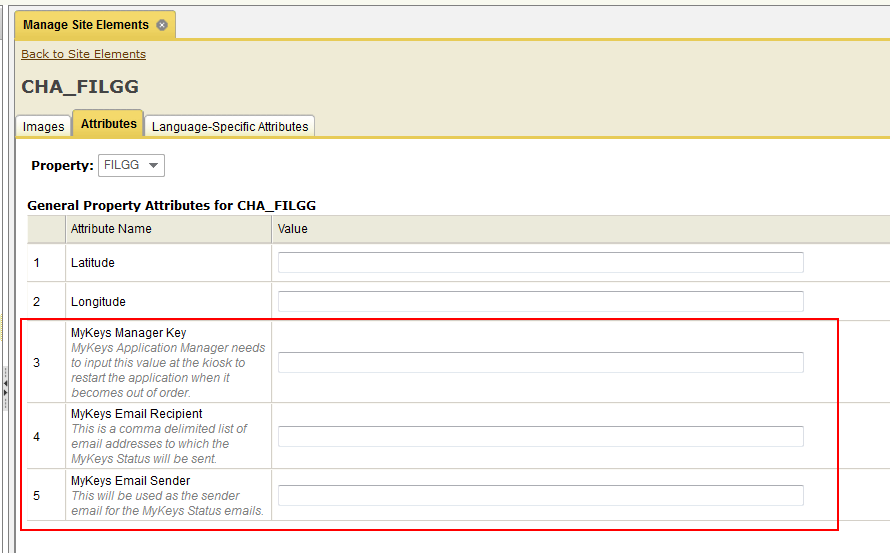 Manage Site Elements
Back to Site Elements
CHA_FILGG
Images Attributes Language-Specific Attributes
Property: FILGG
General Property Attributes for CHA_FILGG
Attribute Name Value
1 Latitude
2 Longitude
3 MyKeys Manager Key
MyKeys Application Manager needs
to input this value at the kiosk to
restart the application when it
becomes out of order.
4 MyKeys Email Recipient
This is a comma delimited list of
email addresses to which the
MyKeys Status will be sent.
5 MyKeys Email Sender
This will be used as the sender
email for the MyKeys Status emails.